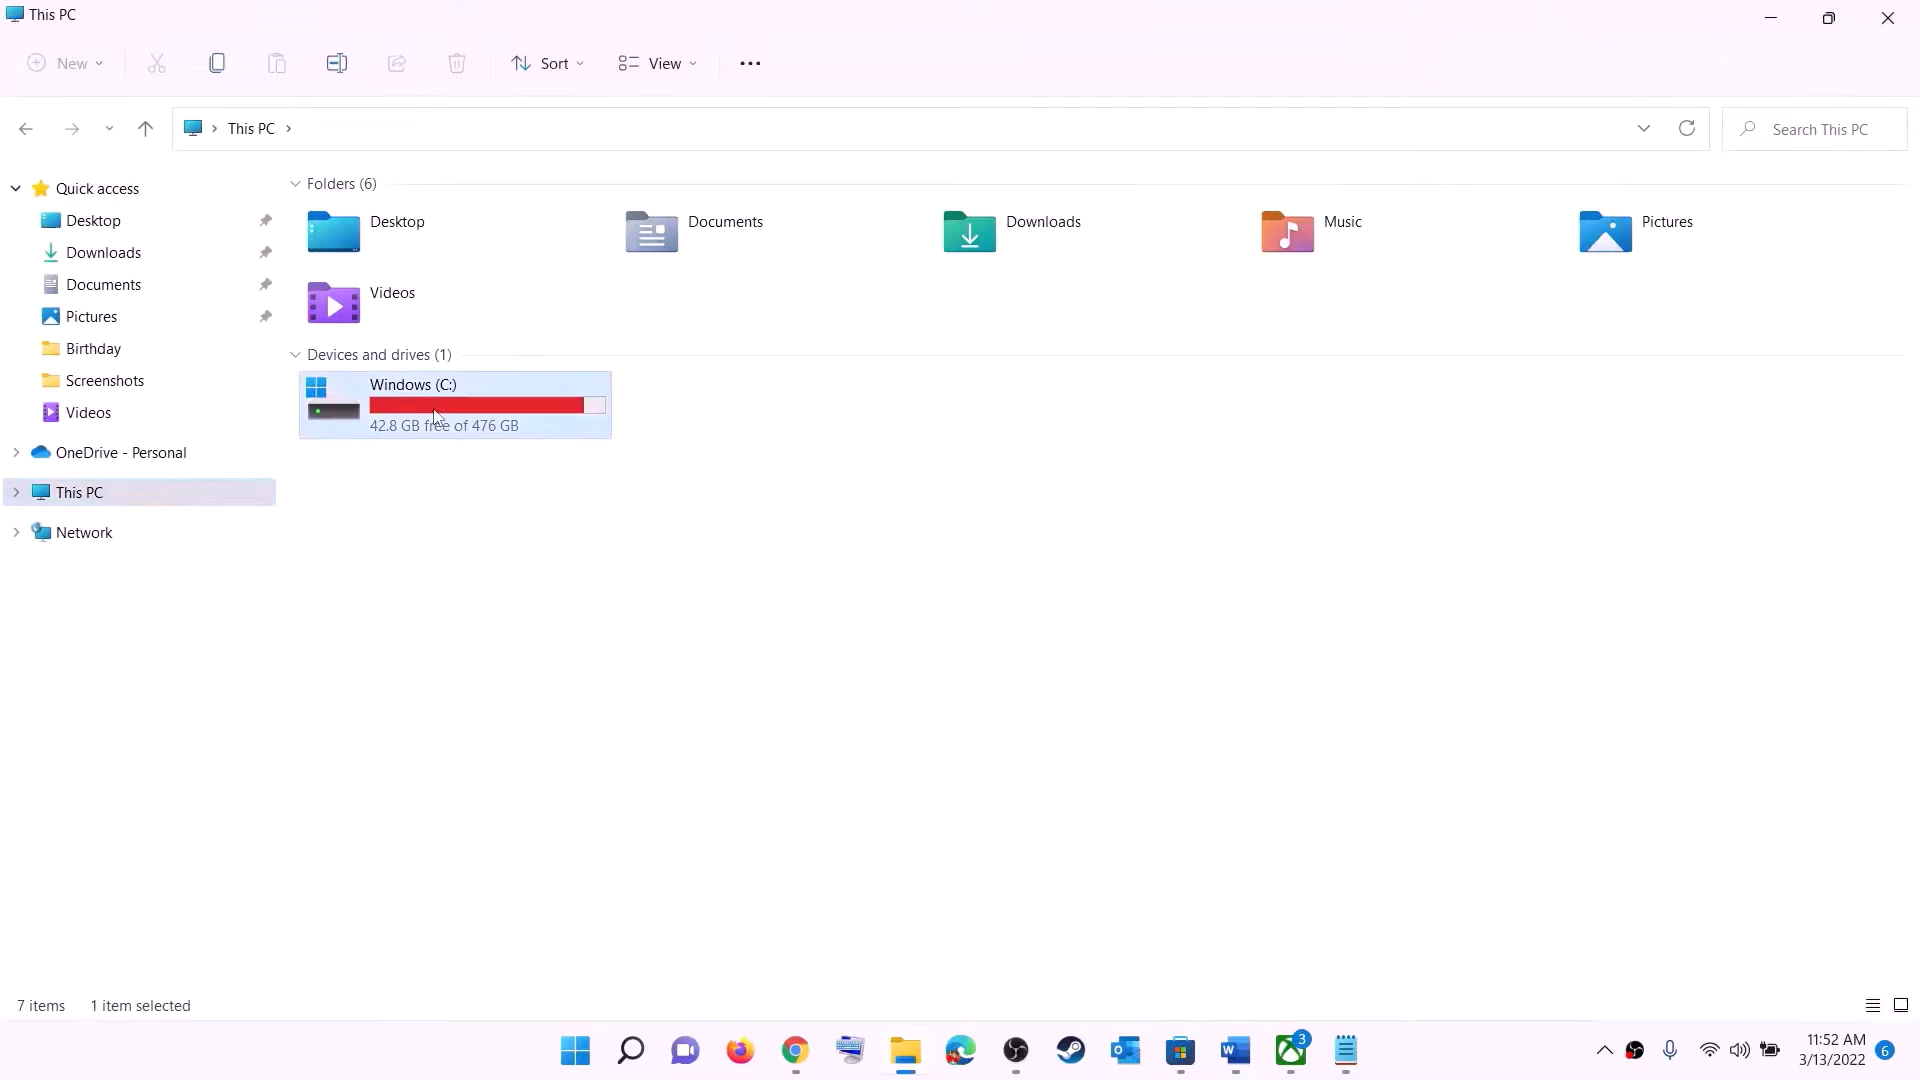 This PC
New
Sort
View
This PC
Search This PC
Quick access
Desktop
Downloads
Documents
Pictures
Birthday
Screenshots
Videos
OneDrive - Personal
This PC
Network
Folders (6)
Desktop
Documents
Downloads
Music
Pictures
Videos
Devices and drives (1)
Windows (C:)
42.8 GB free of 476 GB
7 items
1 item selected
3
11:52 AM
3/13/2022
6